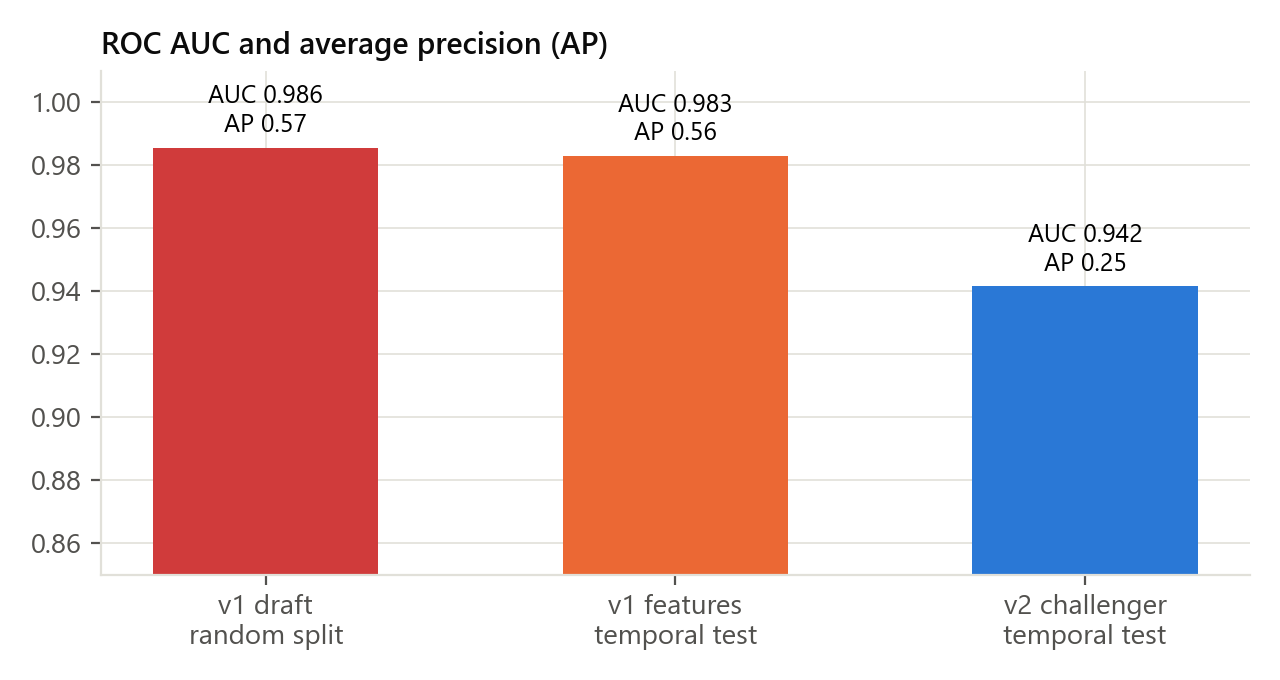 ROC AUC and average precision (AP)
1.00
0.98
0.96
0.94
0.92
0.90
0.88
0.86
AUC 0.986
AP 0.57
AUC 0.983
AP 0.56
AUC 0.942
AP 0.25
v1 draft
random split
v1 features
temporal test
v2 challenger
temporal test